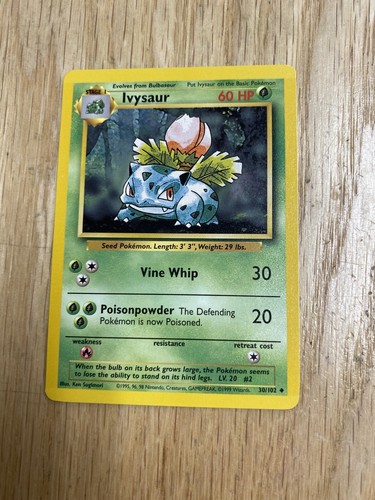 STAGE 1
Evolves from Bulbasaur Put Ivysaur on the Basic Pokémon
Ivysaur 60 HP
Seed Pokémon. Length: 3' 3", Weight: 29 lbs.
Vine Whip 30
Poisonpowder The Defending
Pokémon is now Poisoned. 20
weakness resistance retreat cost
When the bulb on its back grows large, the Pokémon seems
to lose the ability to stand on its hind legs. LV. 20 #2
Illus. Ken Sugimori ©1995, 96, 98 Nintendo, Creatures, GAMEFREAK. ©1999 Wizards. 30/102